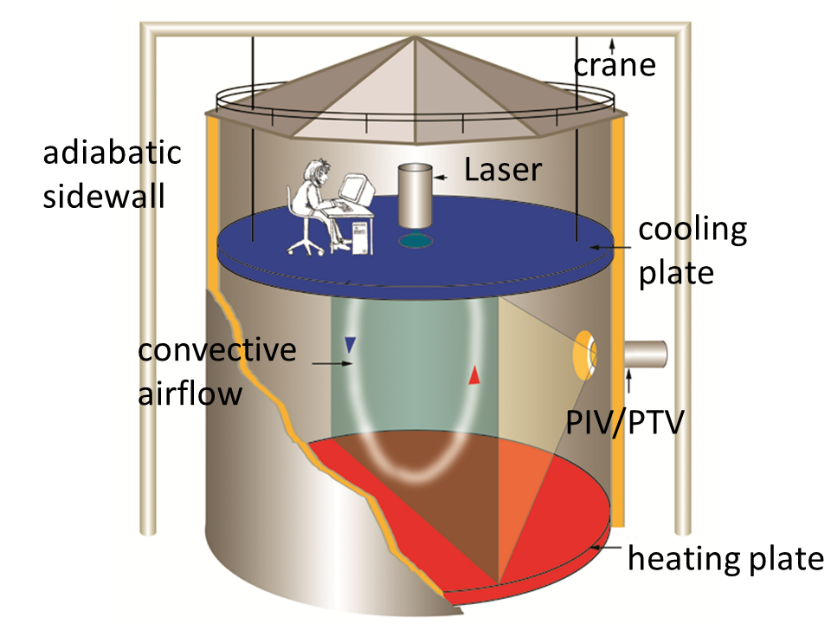 crane
adiabatic
sidewall
Laser
cooling
plate
convective
airflow
PIV/PTV
heating plate